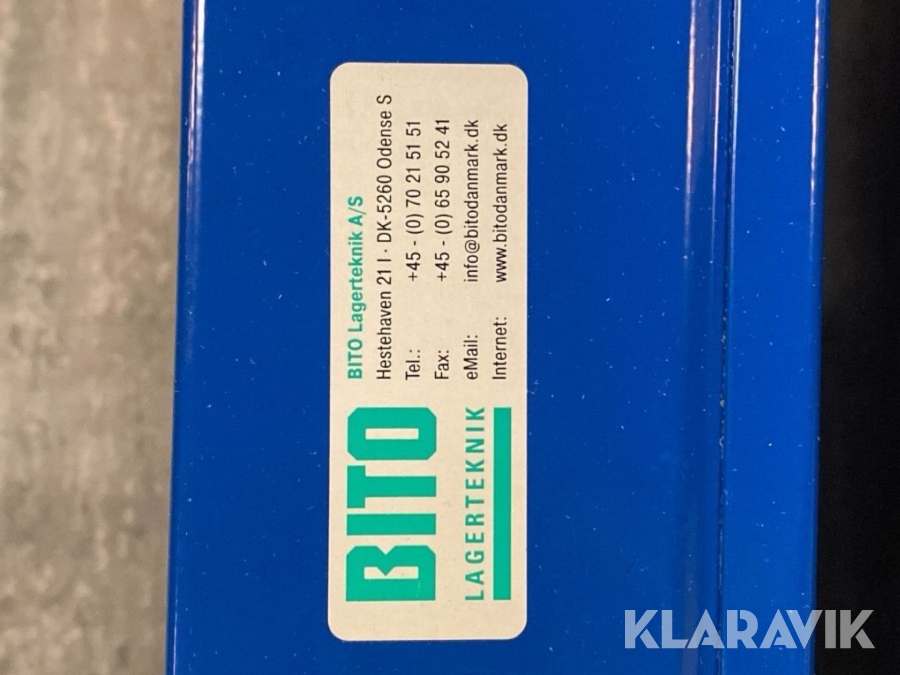 BITO
LAGERTEKNIK
BITO Lagerteknik A/S
Hestehaven 21 I · DK-5260 Odense S
Tel.: +45 - (0) 70 21 51 51
Fax: +45 - (0) 65 90 52 41
eMail: info@bitodanmark.dk
Internet: www.bitodanmark.dk
KLARAVIK